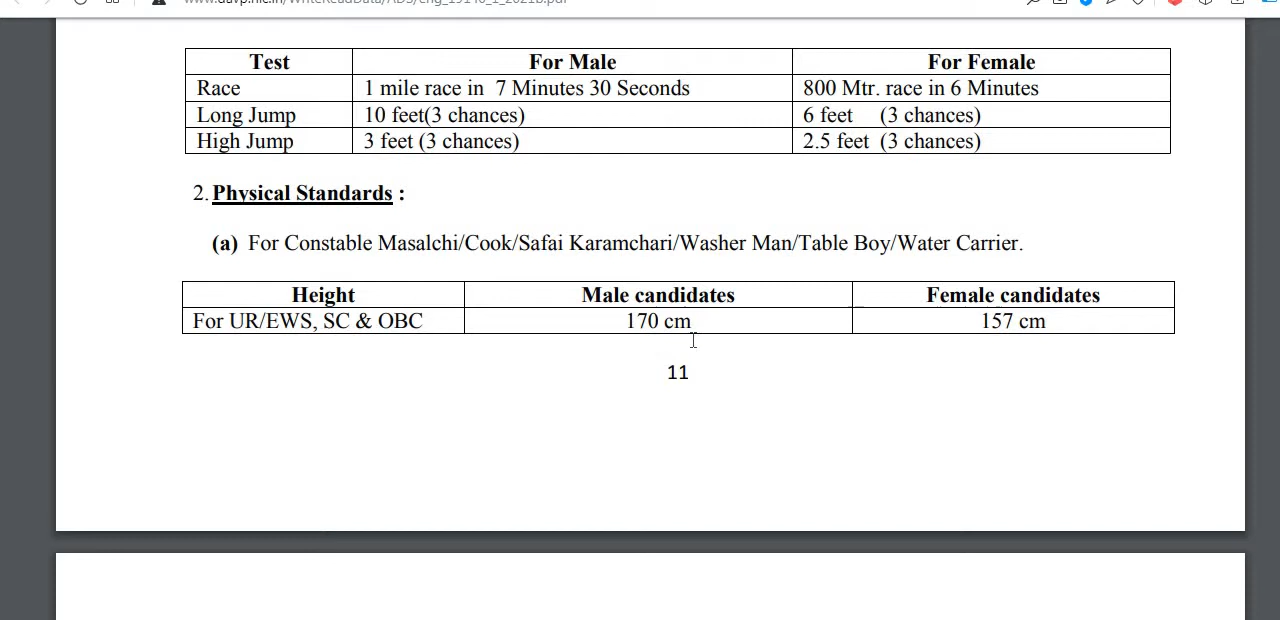 Test For Male For Female
Race 1 mile race in 7 Minutes 30 Seconds 800 Mtr. race in 6 Minutes
Long Jump 10 feet(3 chances) 6 feet (3 chances)
High Jump 3 feet (3 chances) 2.5 feet (3 chances)
2. Physical Standards :
(a) For Constable Masalchi/Cook/Safai Karamchari/Washer Man/Table Boy/Water Carrier.
Height Male candidates Female candidates
For UR/EWS, SC & OBC 170 cm 157 cm
11